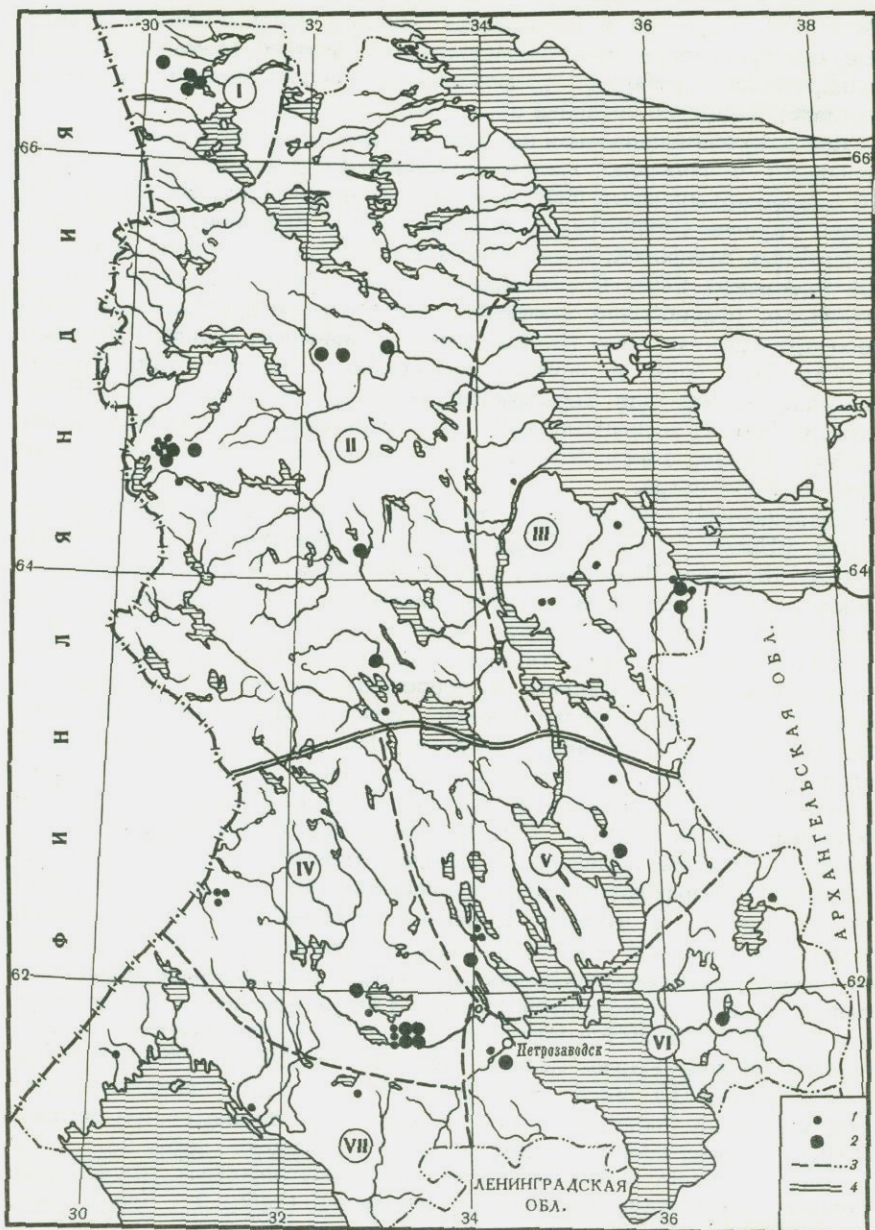 30 32 34 36
66 66
I
II
III
64 64
IV
V
62 62
VI
VII
ФИНЛЯНДИЯ
АРХАНГЕЛЬСКАЯ ОБЛ.
Петрозаводск
ЛЕНИНГРАДСКАЯ
ОБЛ.
1
2
3
4
30 32 34 36 38